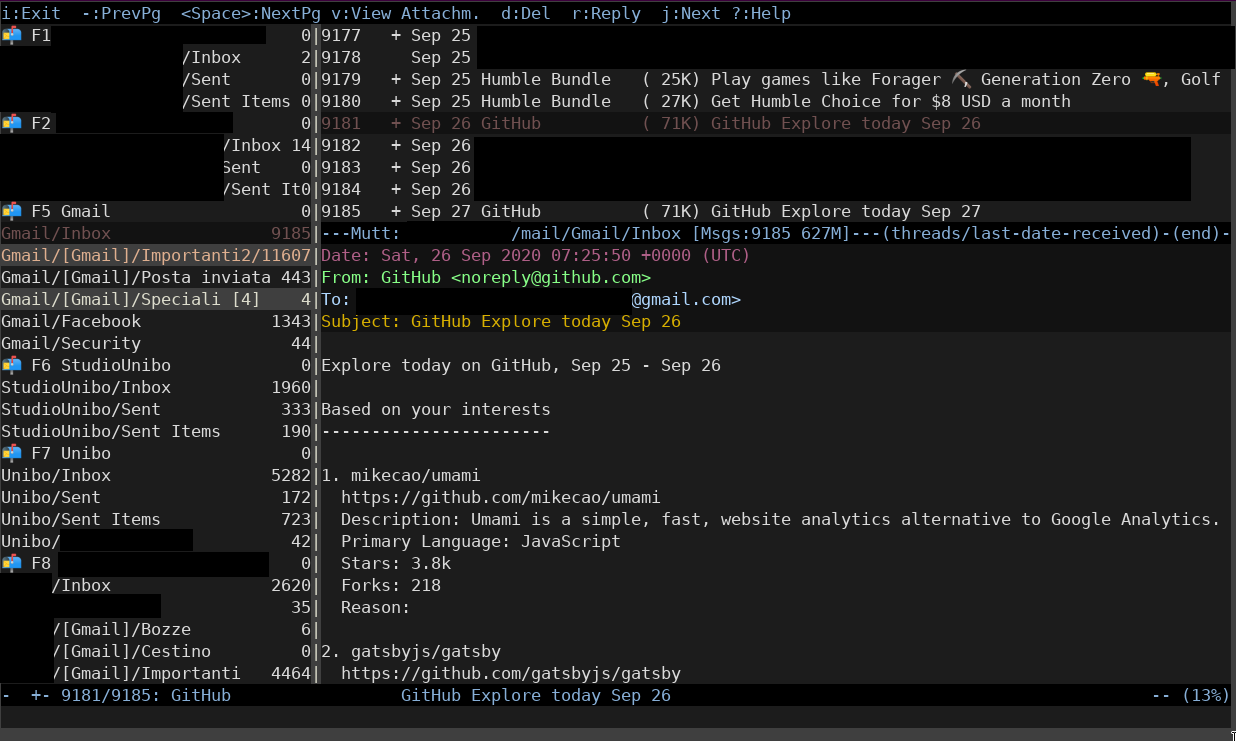 i:Exit  -:PrevPg  <Space>:NextPg v:View Attachm.  d:Del  r:Reply  j:Next ?:Help
📬 F1 0|9177   + Sep 25
/Inbox      2|9178     Sep 25
/Sent       0|9179   + Sep 25 Humble Bundle   ( 25K) Play games like Forager ⛏, Generation Zero 🔫, Golf
/Sent Items 0|9180   + Sep 25 Humble Bundle   ( 27K) Get Humble Choice for $8 USD a month
📬 F2 0|9181   + Sep 26 GitHub          ( 71K) GitHub Explore today Sep 26
/Inbox 14|9182   + Sep 26
Sent    0|9183   + Sep 26
/Sent It0|9184   + Sep 26
📬 F5 Gmail                   0|9185   + Sep 27 GitHub          ( 71K) GitHub Explore today Sep 27
Gmail/Inbox                9185|---Mutt:           /mail/Gmail/Inbox [Msgs:9185 627M]---(threads/last-date-received)-(end)-
Gmail/[Gmail]/Importanti2/11607|Date: Sat, 26 Sep 2020 07:25:50 +0000 (UTC)
Gmail/[Gmail]/Posta inviata 443|From: GitHub <noreply@github.com>
Gmail/[Gmail]/Speciali [4]    4|To:                            @gmail.com>
Gmail/Facebook             1343|Subject: GitHub Explore today Sep 26
Gmail/Security               44|
📬 F6 StudioUnibo             0|Explore today on GitHub, Sep 25 - Sep 26
StudioUnibo/Inbox          1960|
StudioUnibo/Sent            333|Based on your interests
StudioUnibo/Sent Items      190|-----------------------
📬 F7 Unibo                   0|
Unibo/Inbox                5282|1. mikecao/umami
Unibo/Sent                  172|  https://github.com/mikecao/umami
Unibo/Sent Items            723|  Description: Umami is a simple, fast, website analytics alternative to Google Analytics.
Unibo/                       42|  Primary Language: JavaScript
📬 F8                         0|  Stars: 3.8k
/Inbox                2620|  Forks: 218
35|  Reason:
/[Gmail]/Bozze           6|
/[Gmail]/Cestino         0|2. gatsbyjs/gatsby
/[Gmail]/Importanti   4464|  https://github.com/gatsbyjs/gatsby
-  +- 9181/9185: GitHub                 GitHub Explore today Sep 26                                                -- (13%)